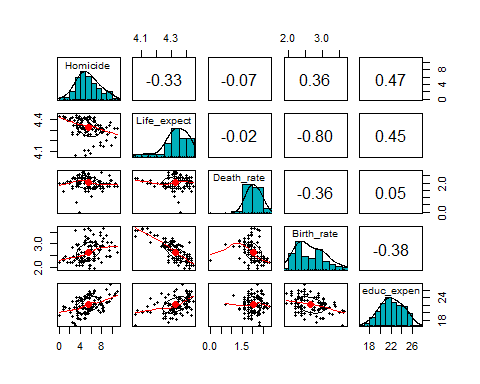 4.1 4.3 2.0 3.0
Homicide -0.33 -0.07 0.36 0.47 0 4 8
4.1 4.4 Life_expect -0.02 -0.80 0.45
Death_rate -0.36 0.05 0.0 1.0 2.0
2.0 3.0 Birth_rate -0.38
educ_expen 18 24
0 4 8 0.0 1.5 18 22 26